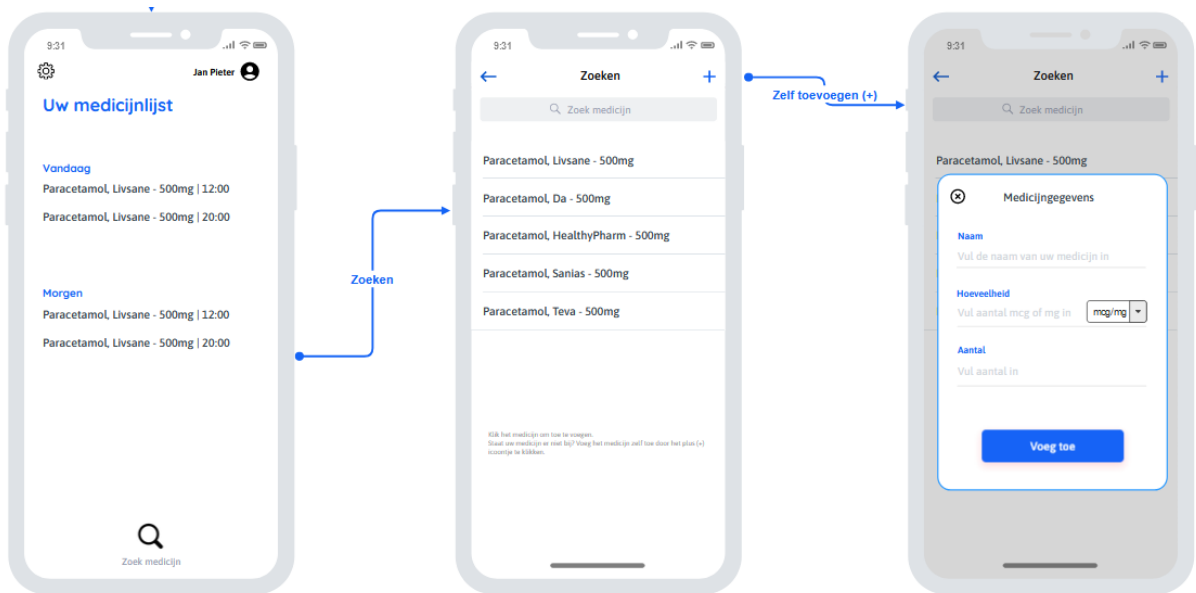 9:31
Jan Pieter
Uw medicijnlijst
Vandaag
Paracetamol, Livsane - 500mg | 12:00
Paracetamol, Livsane - 500mg | 20:00
Morgen
Paracetamol, Livsane - 500mg | 12:00
Paracetamol, Livsane - 500mg | 20:00
Zoek medicijn
Zoeken
9:31
Zoeken
Zoek medicijn
Paracetamol, Livsane - 500mg
Paracetamol, Da - 500mg
Paracetamol, HealthyPharm - 500mg
Paracetamol, Sanias - 500mg
Paracetamol, Teva - 500mg
Klik het medicijn om toe te voegen.
Staat uw medicijn er niet bij? Voeg het medicijn zelf toe door het plus (+)
icoontje te klikken.
Zelf toevoegen (+)
9:31
Zoeken
Zoek medicijn
Paracetamol, Livsane - 500mg
Medicijngegevens
Naam
Vul de naam van uw medicijn in
Hoeveelheid
Vul aantal mcg of mg in
mcg/mg
Aantal
Vul aantal in
Voeg toe